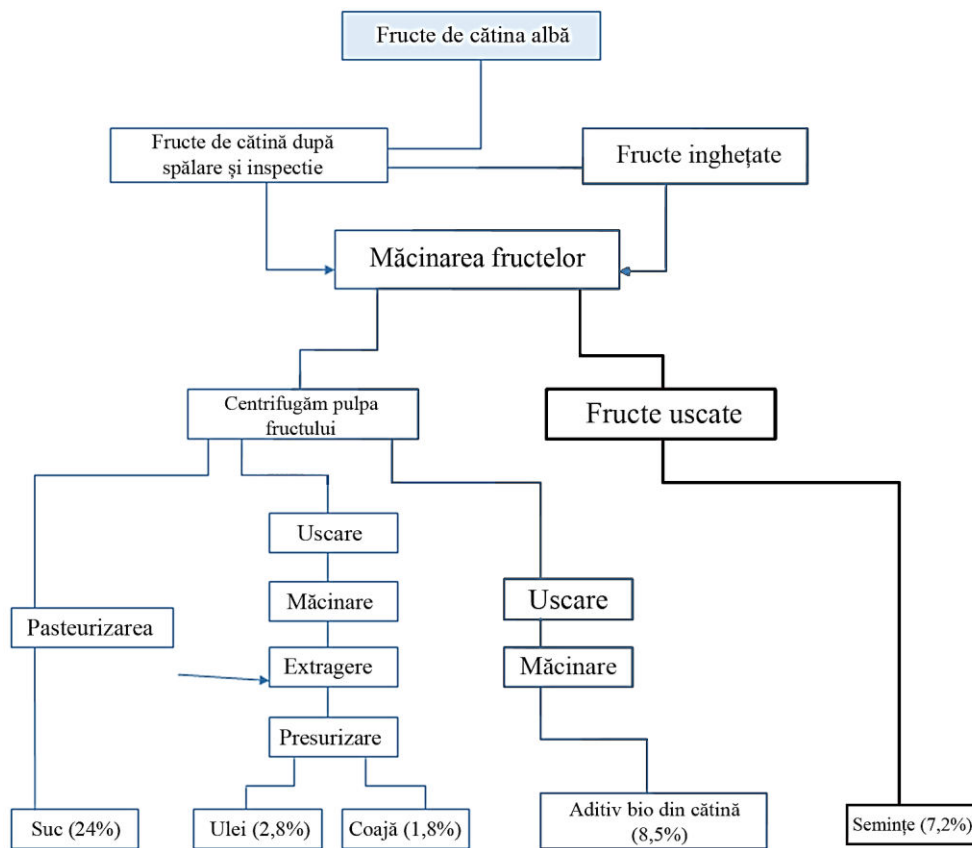 Fructe de cătina albă
Fructe de cătină după
spălare și inspectie
Fructe inghețate
Măcinarea fructelor
Centrifugăm pulpa
fructului
Fructe uscate
Uscare
Măcinare
Uscare
Pasteurizarea
Extragere
Măcinare
Presurizare
Suc (24%)
Ulei (2,8%)
Coajă (1,8%)
Aditiv bio din cătină
(8,5%)
Semințe (7,2%)